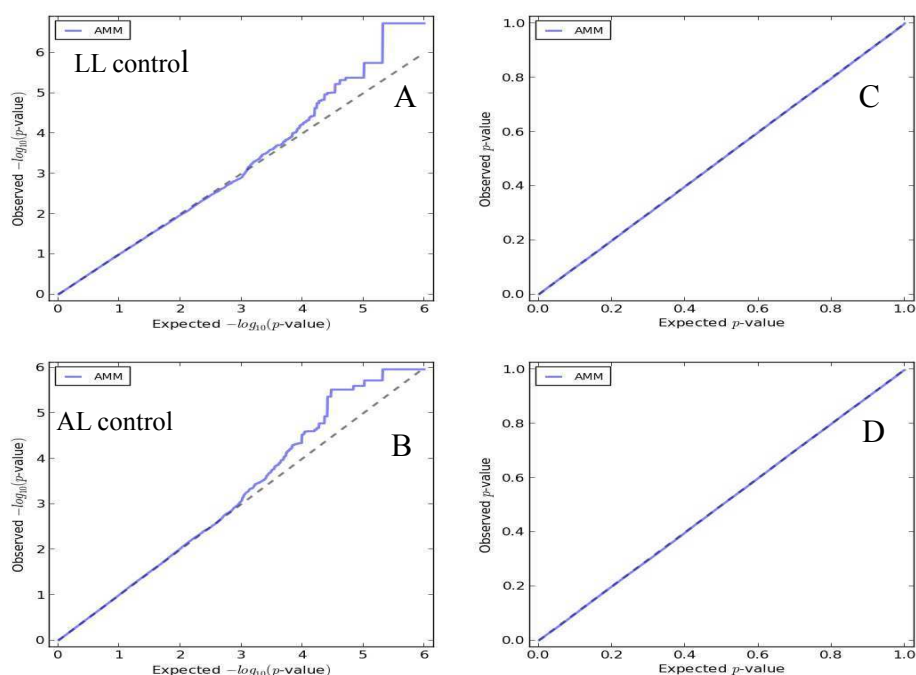 AMM
LL control
A
6
5
4
3
2
1
0
Observed −log₁₀(p-value)
0 1 2 3 4 5 6
Expected −log₁₀(p-value)
AMM
C
1.0
0.8
0.6
0.4
0.2
0.0
Observed p-value
0.0 0.2 0.4 0.6 0.8 1.0
Expected p-value
AMM
AL control
B
6
5
4
3
2
1
0
Observed −log₁₀(p-value)
0 1 2 3 4 5 6
Expected −log₁₀(p-value)
AMM
D
1.0
0.8
0.6
0.4
0.2
0.0
Observed p-value
0.0 0.2 0.4 0.6 0.8 1.0
Expected p-value